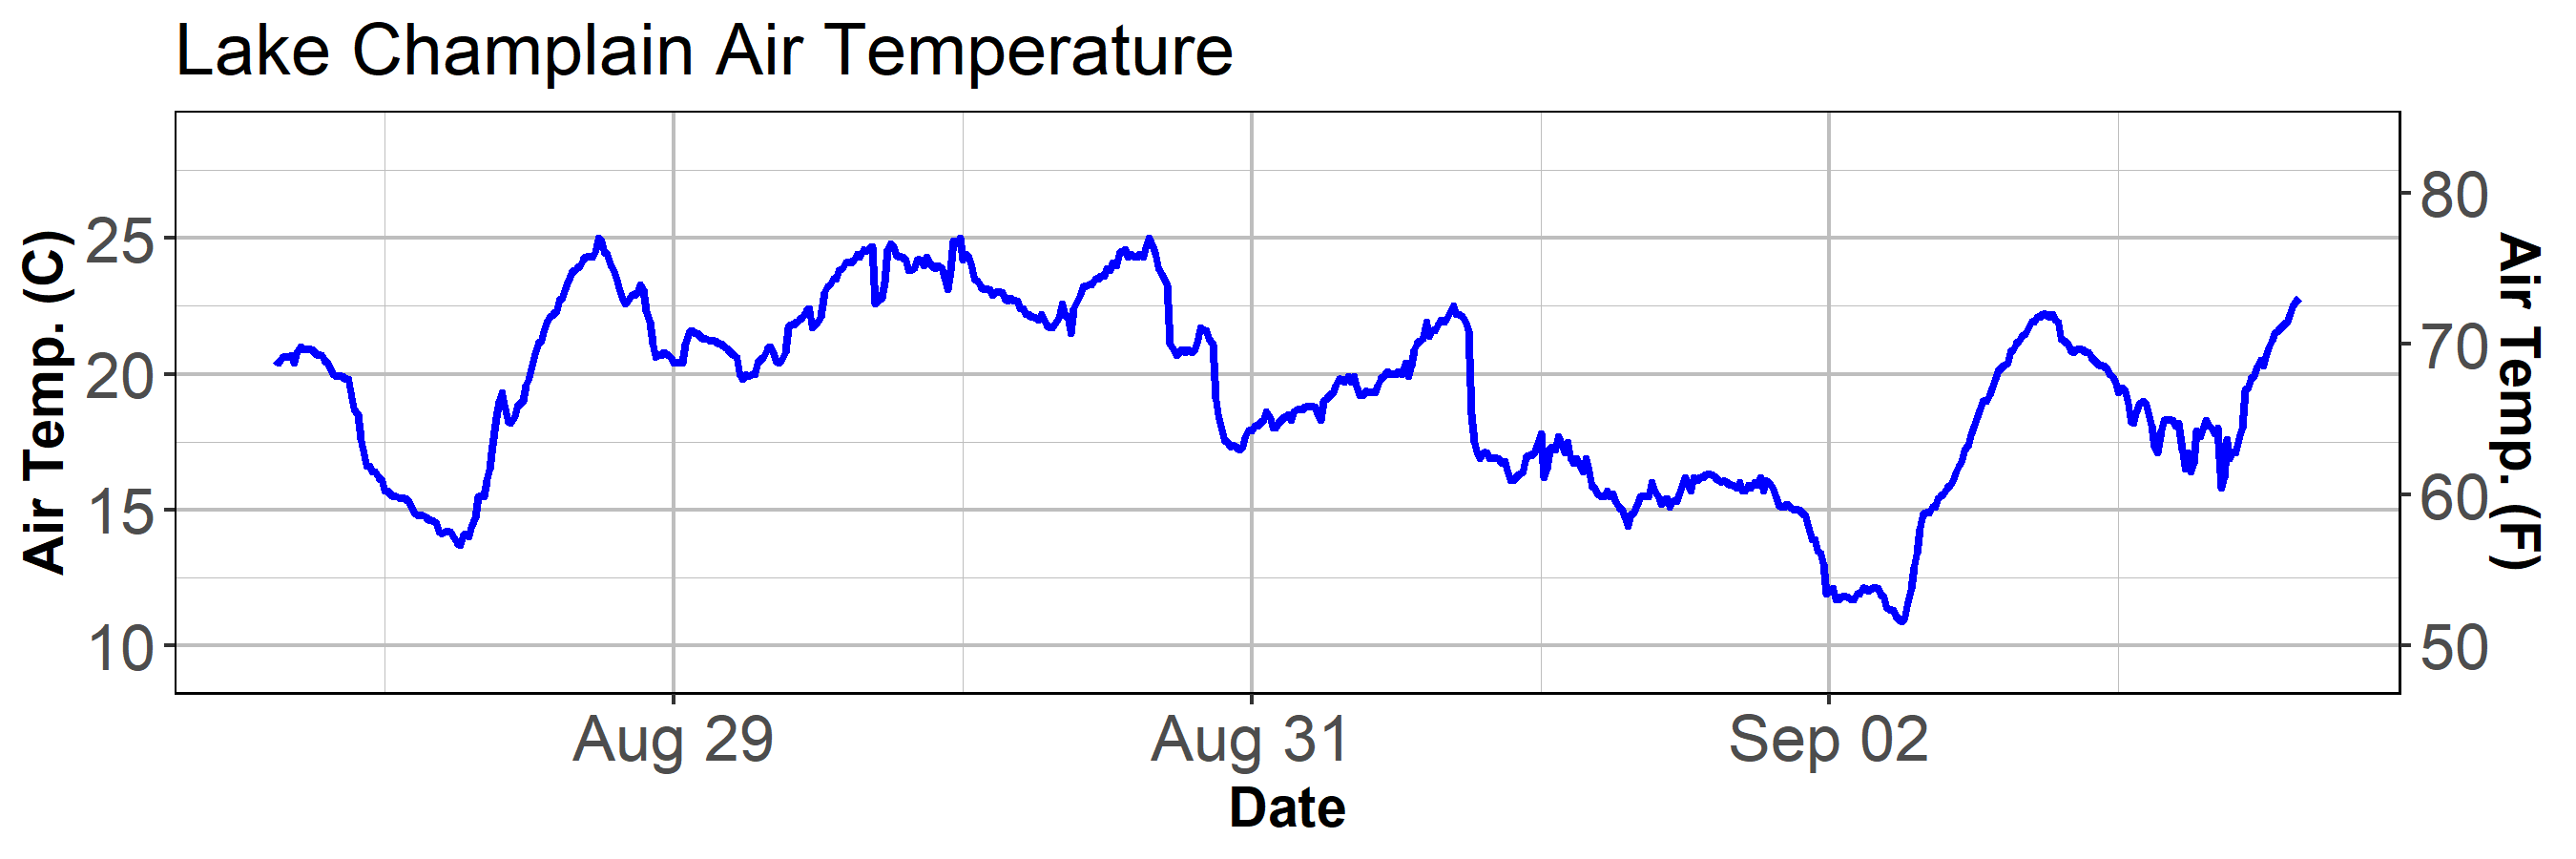 Lake Champlain Air Temperature
Air Temp. (C)
25
20
15
10
80
70
60
50
Air Temp. (F)
Aug 29
Aug 31
Sep 02
Date